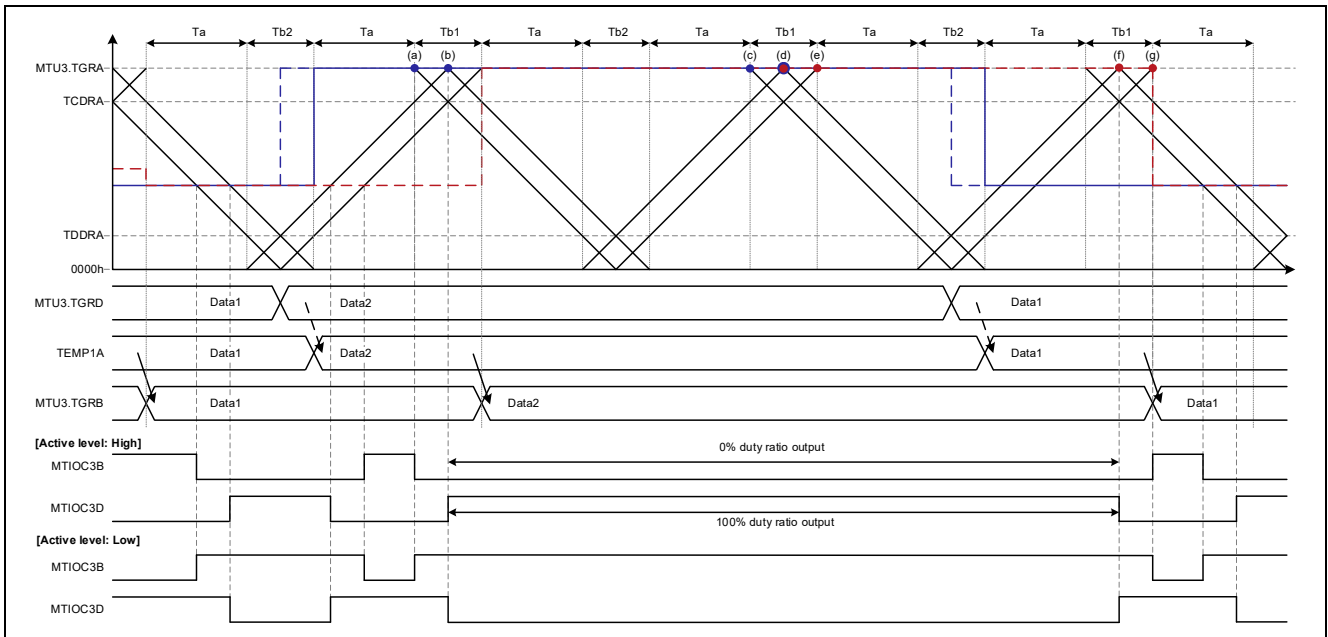 Ta Tb2 Ta Tb1 Ta Tb2 Ta Tb1 Ta Tb2 Ta Tb1 Ta
(a) (b) (c) (d) (e) (f) (g)
MTU3.TGRA
TCDRA
TDDRA
0000h
MTU3.TGRD Data1 Data2 Data1
TEMP1A Data1 Data2 Data1
MTU3.TGRB Data1 Data2 Data1
[Active level: High]
MTIOC3B 0% duty ratio output
MTIOC3D 100% duty ratio output
[Active level: Low]
MTIOC3B
MTIOC3D